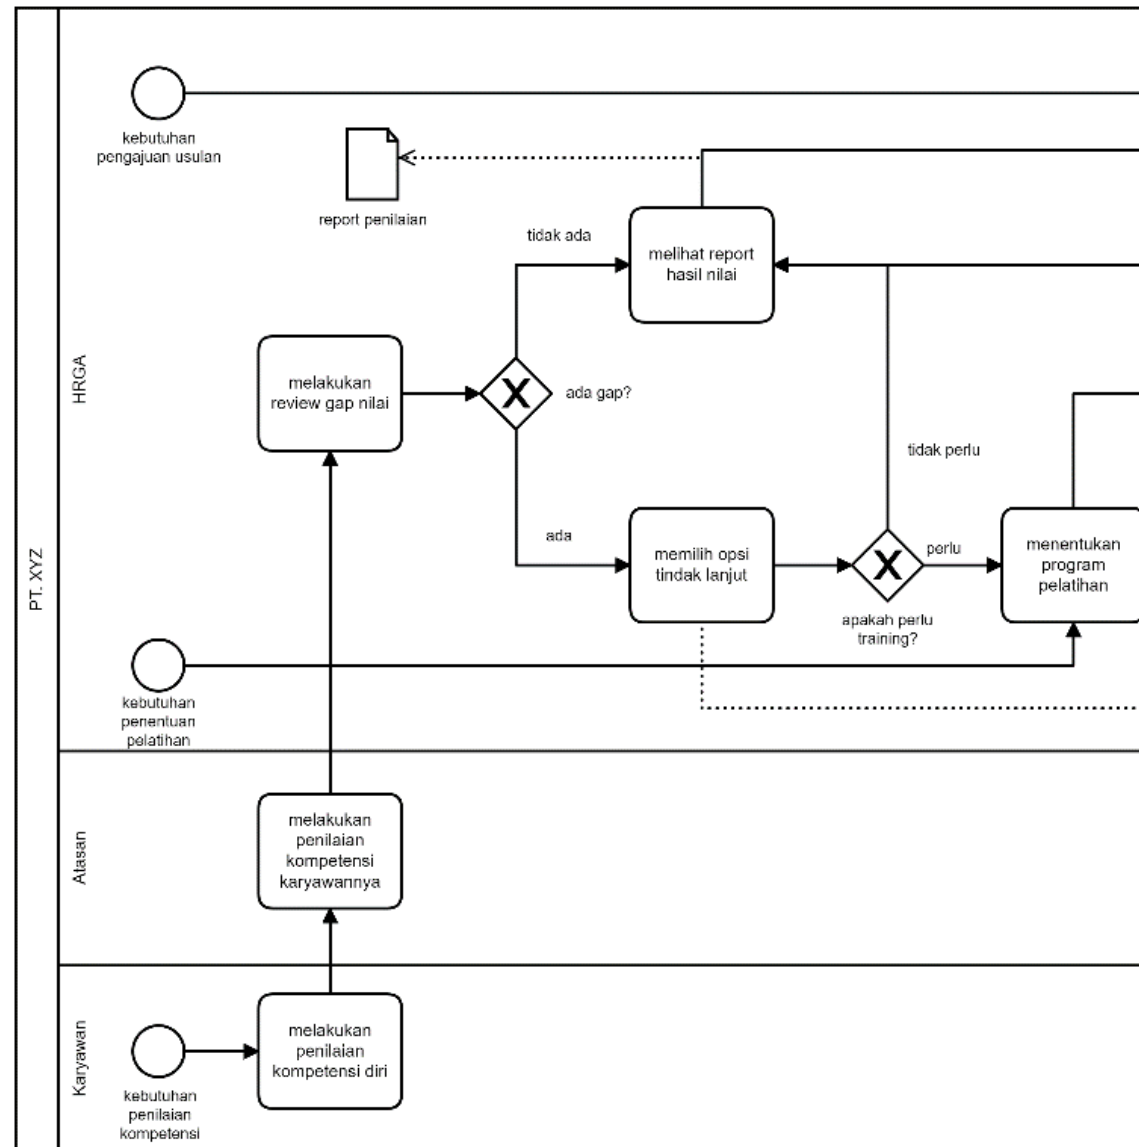 PT. XYZ
HRGA
kebutuhan
pengajuan usulan
report penilaian
tidak ada
melihat report
hasil nilai
melakukan
review gap nilai
ada gap?
tidak perlu
ada
memilih opsi
tindak lanjut
perlu
apakah perlu
training?
menentukan
program
pelatihan
kebutuhan
penentuan
pelatihan
Atasan
melakukan
penilaian
kompetensi
karyawannya
Karyawan
melakukan
penilaian
kompetensi diri
kebutuhan
penilaian
kompetensi